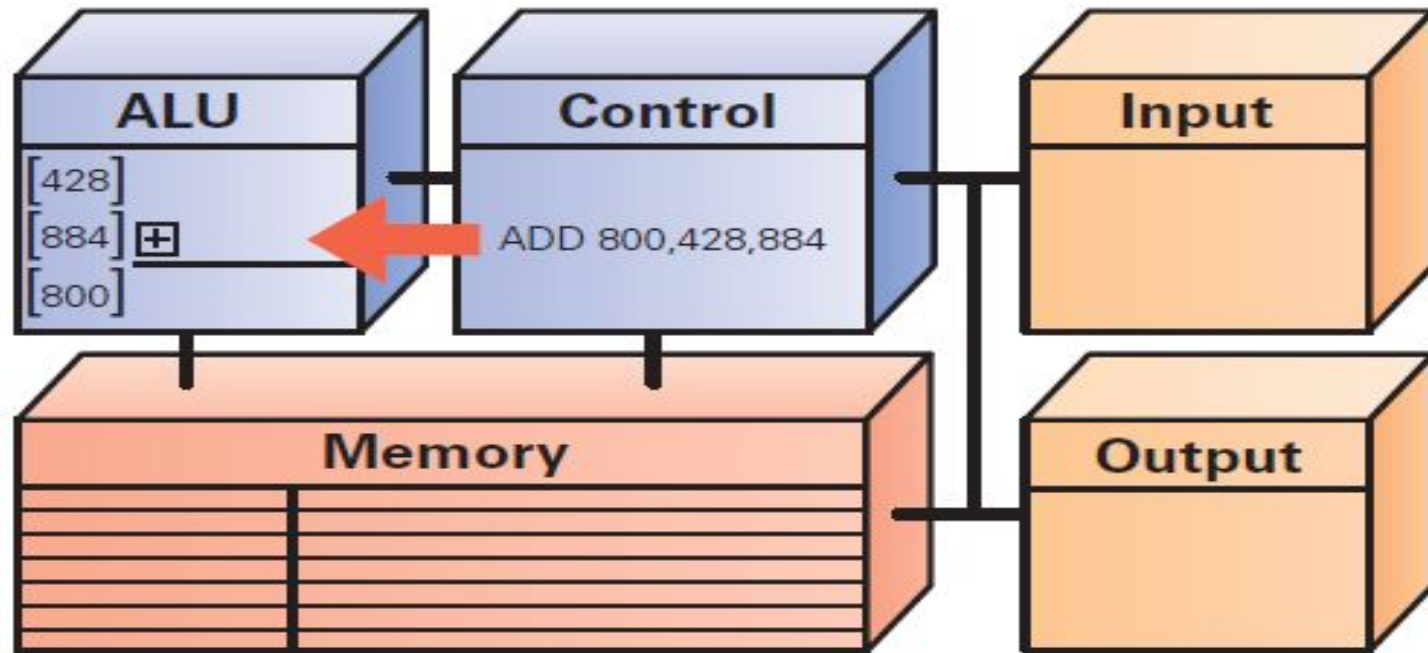 ALU
[428]
[884] +
[800]
Control
ADD 800,428,884
Input
Memory
Output